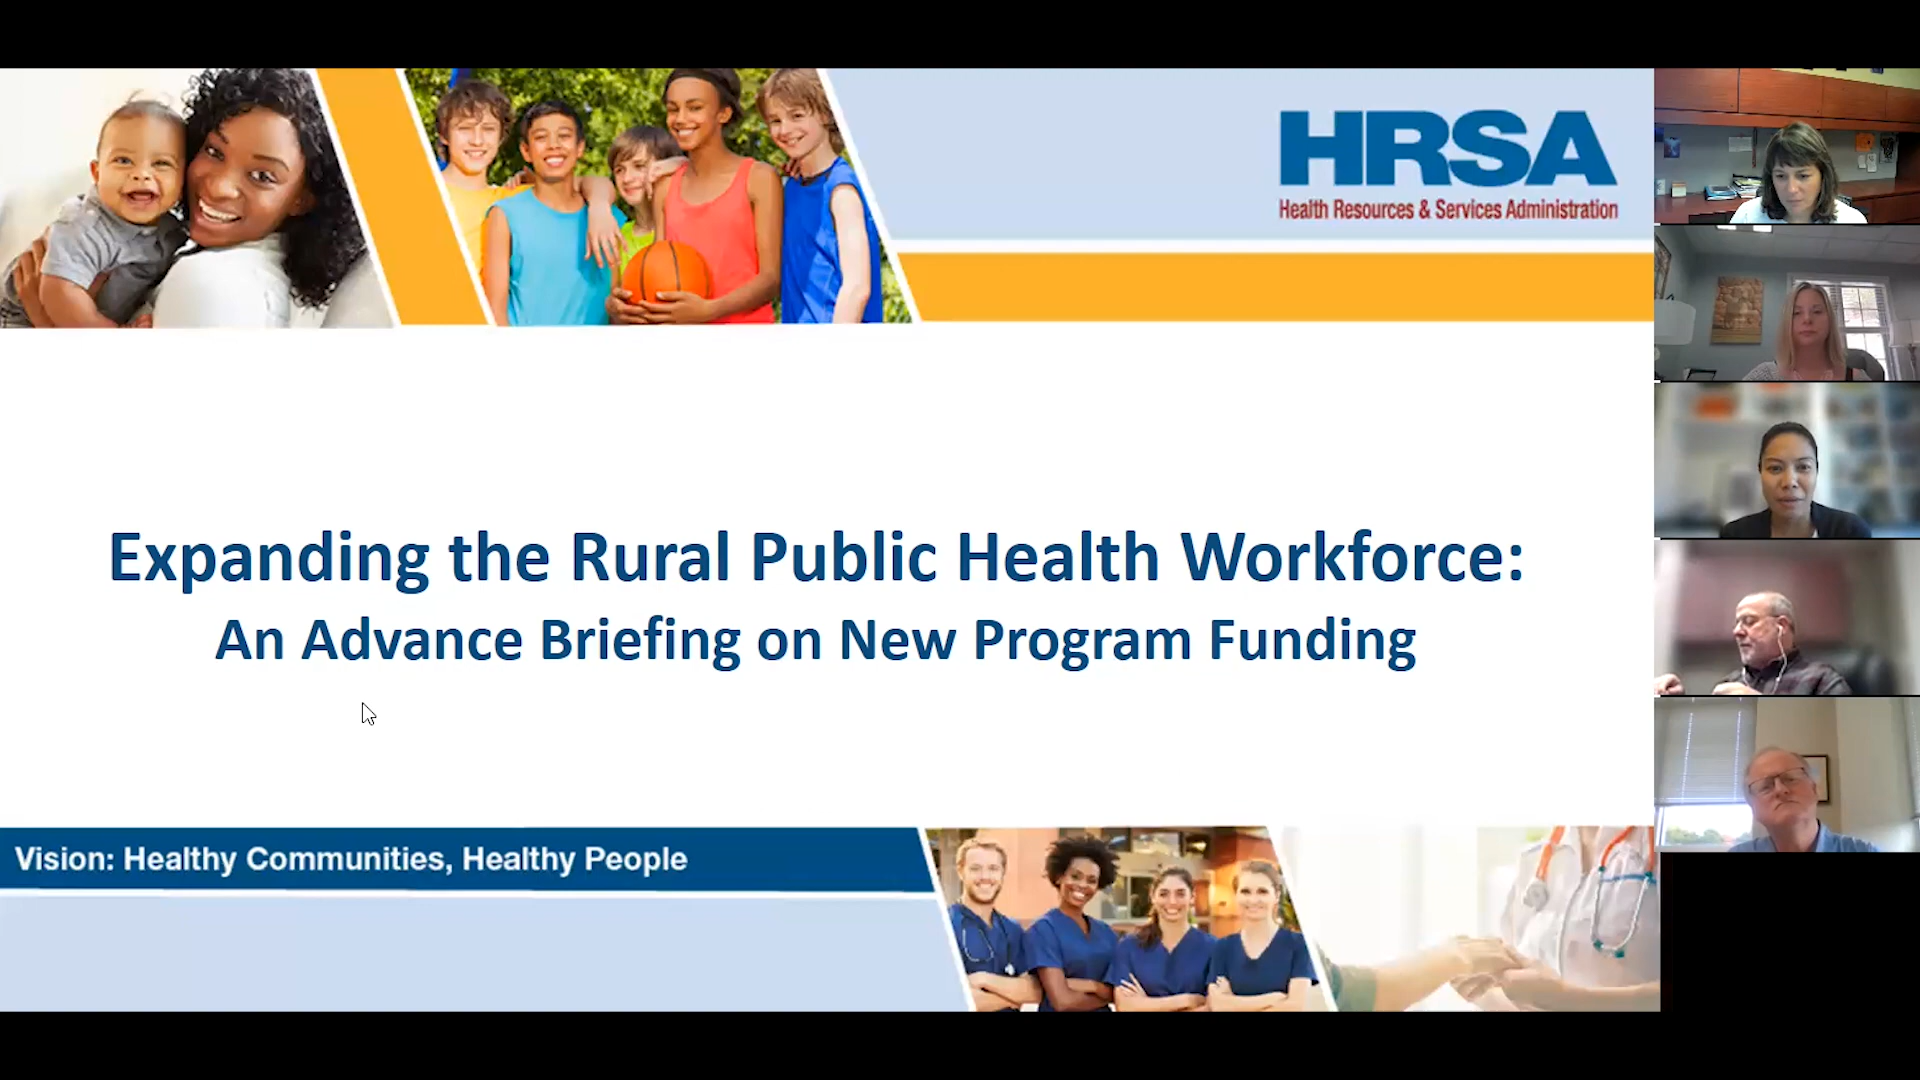 HRSA
Health Resources & Services Administration
Expanding the Rural Public Health Workforce:
An Advance Briefing on New Program Funding
Vision: Healthy Communities, Healthy People